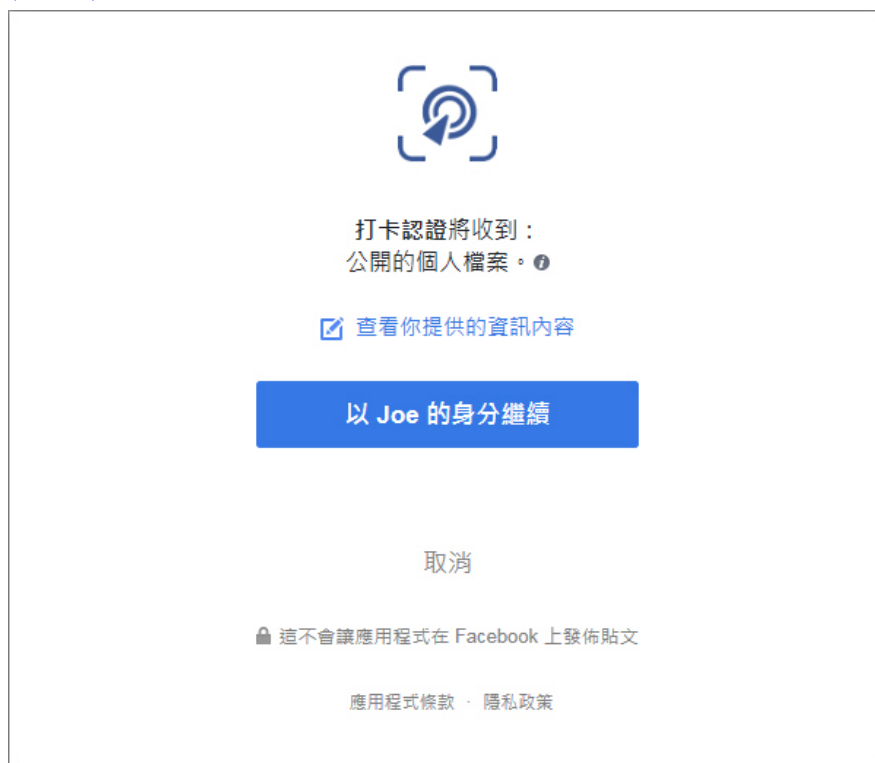 打卡認證將收到：
公開的個人檔案。
查看你提供的資訊內容
以 Joe 的身分繼續
取消
這不會讓應用程式在 Facebook 上發佈貼文
應用程式條款 · 隱私政策